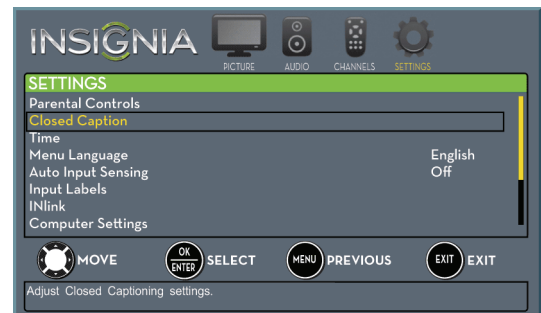 INSIGNIA
PICTURE AUDIO CHANNELS SETTINGS
SETTINGS
Parental Controls
Closed Caption
Time
Menu Language English
Auto Input Sensing Off
Input Labels
INlink
Computer Settings
MOVE OK ENTER SELECT MENU PREVIOUS EXIT EXIT
Adjust Closed Captioning settings.